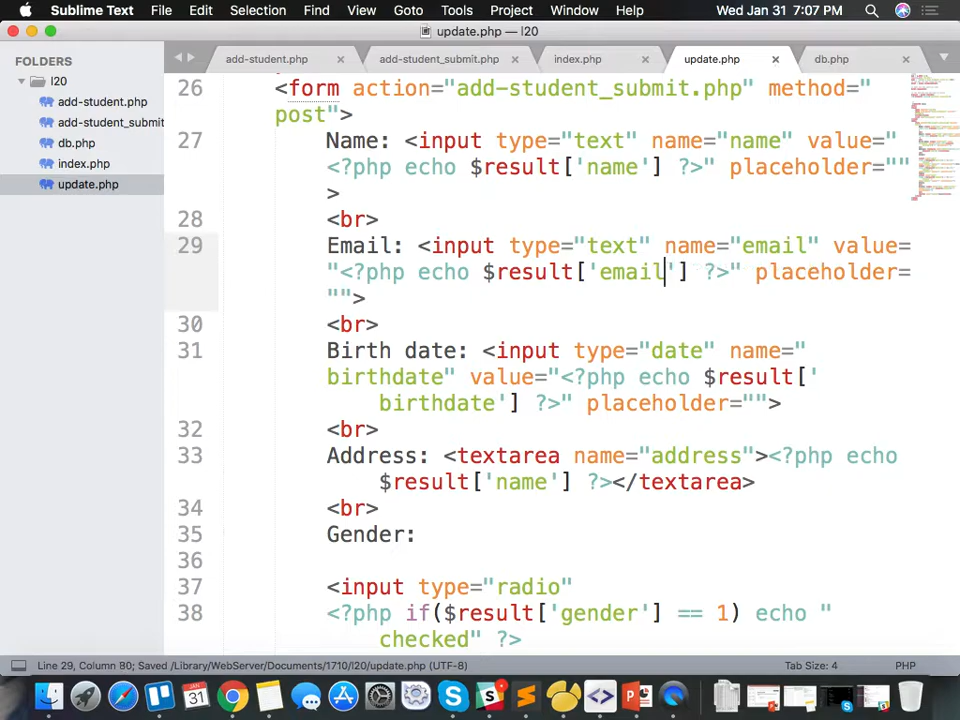 Sublime Text File Edit Selection Find View Goto Tools Project Window Help Wed Jan 31 7:07 PM
update.php — l20
FOLDERS
l20
add-student.php
add-student_submit
db.php
index.php
update.php
add-student.php × add-student_submit.php × index.php × update.php × db.php ×
26 <form action="add-student_submit.php" method="
post">
27 Name: <input type="text" name="name" value="
<?php echo $result['name'] ?>" placeholder=""
>
28 <br>
29 Email: <input type="text" name="email" value=
"<?php echo $result['email'] ?>" placeholder=
"">
30 <br>
31 Birth date: <input type="date" name="
birthdate" value="<?php echo $result['
birthdate'] ?>" placeholder="">
32 <br>
33 Address: <textarea name="address"><?php echo
$result['name'] ?></textarea>
34 <br>
35 Gender:
36
37 <input type="radio"
38 <?php if($result['gender'] == 1) echo "
checked" ?>
Line 29, Column 80; Saved /Library/WebServer/Documents/1710/l20/update.php (UTF-8) Tab Size: 4 PHP